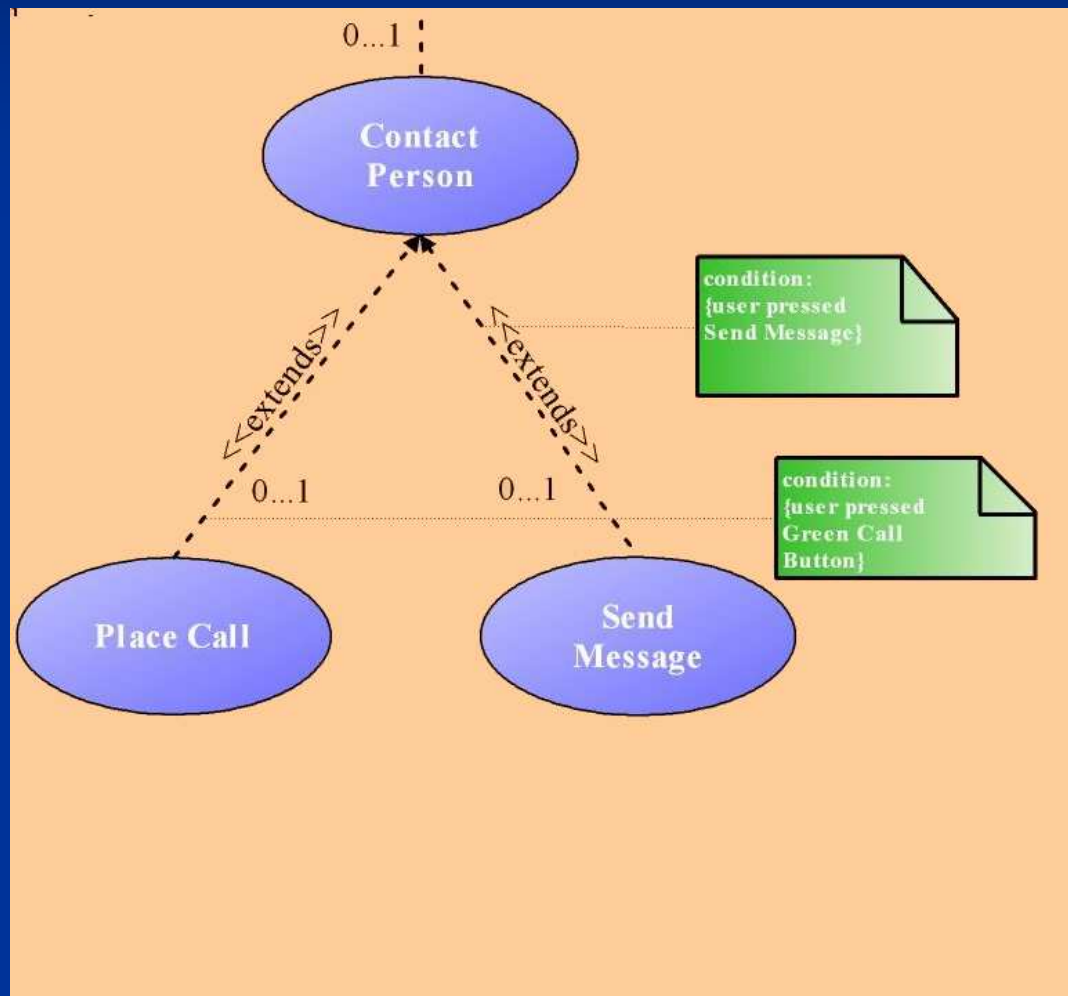 0...1
Contact
Person
condition:
{user pressed
Send Message}
<<extends>>
<<extends>>
0...1
0...1
condition:
{user pressed
Green Call
Button}
Place Call
Send
Message